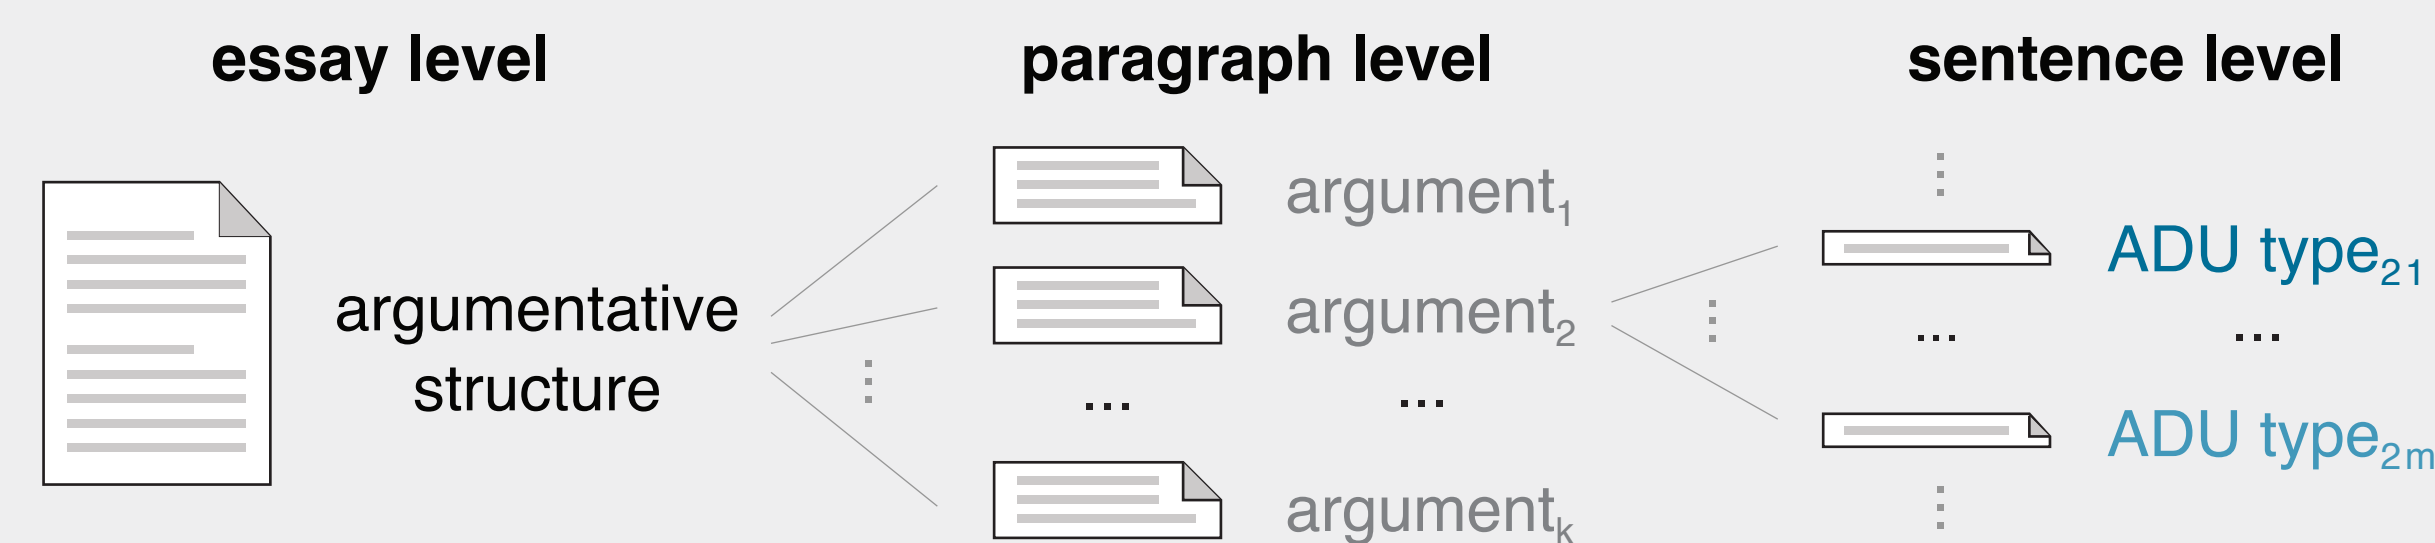 essay level
paragraph level
sentence level
argumentative
structure
argument1
argument2
...
...
argumentk
ADU type21
...
...
ADU type2m